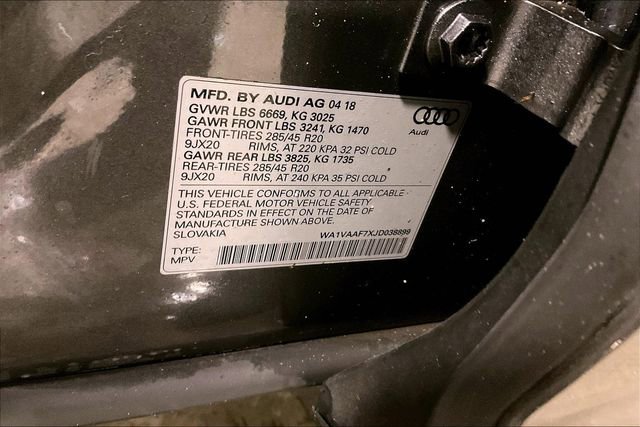 MFD. BY AUDI AG 04 18
GVWR LBS 6669, KG 3025
GAWR FRONT LBS 3241, KG 1470
FRONT-TIRES 285/45 R20
9JX20 RIMS, AT 220 KPA 32 PSI COLD
GAWR REAR LBS 3825, KG 1735
REAR-TIRES 285/45 R20
9JX20 RIMS, AT 240 KPA 35 PSI COLD
Audi
THIS VEHICLE CONFORMS TO ALL APPLICABLE
U.S. FEDERAL MOTOR VEHICLE SAFETY
STANDARDS IN EFFECT ON THE DATE OF
MANUFACTURE SHOWN ABOVE.
SLOVAKIA WA1VAAF7XJD038899
TYPE:
MPV